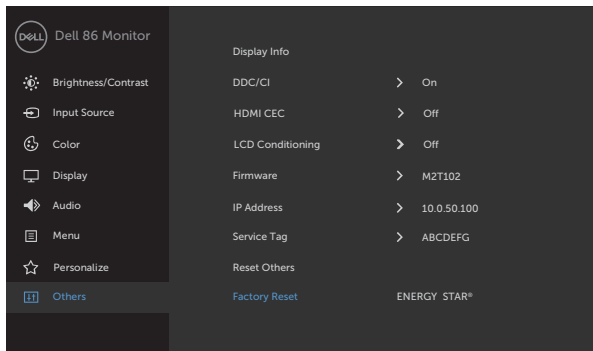 DELL Dell 86 Monitor
Display Info
Brightness/Contrast DDC/CI On
Input Source HDMI CEC Off
Color LCD Conditioning Off
Display Firmware M2T102
Audio IP Address 10.0.50.100
Menu Service Tag ABCDEFG
Personalize Reset Others
Others Factory Reset ENERGY STAR®